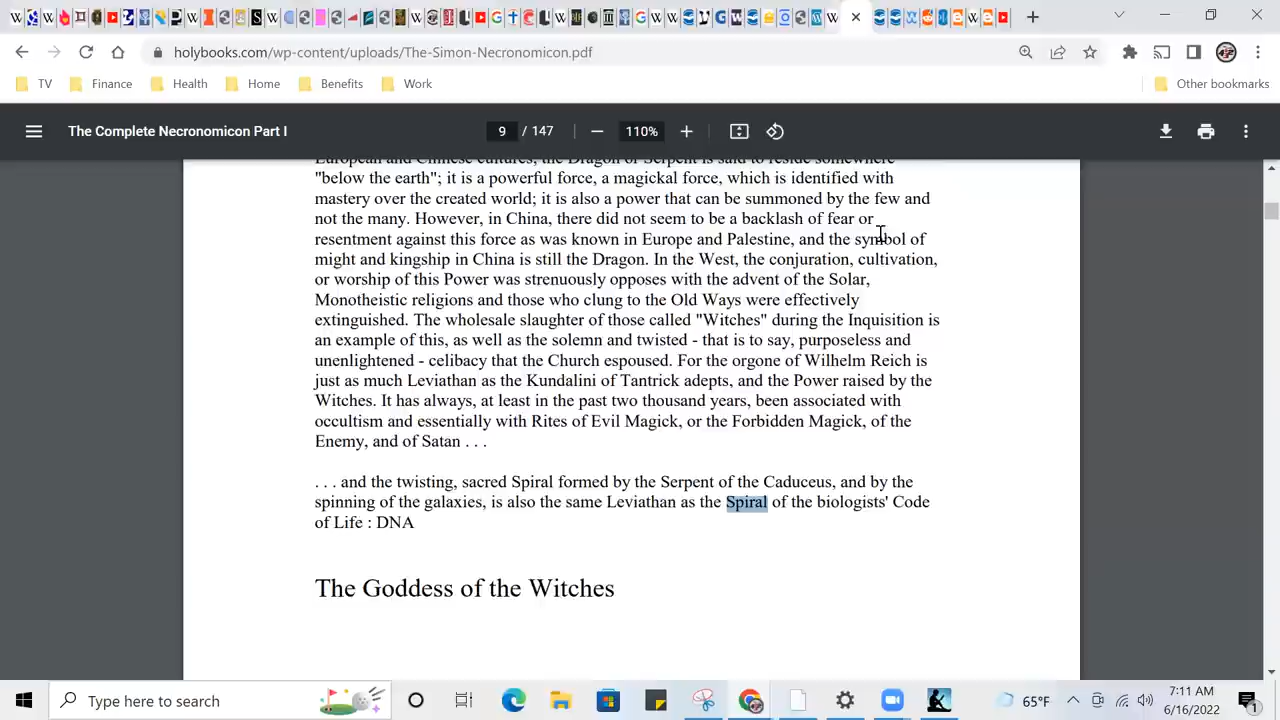 holybooks.com/wp-content/uploads/The-Simon-Necronomicon.pdf
TV
Finance
Health
Home
Benefits
Work
Other bookmarks
The Complete Necronomicon Part I
9 / 147
110%
European and Chinese cultures, the Dragon or Serpent is said to reside somewhere
"below the earth"; it is a powerful force, a magickal force, which is identified with
mastery over the created world; it is also a power that can be summoned by the few and
not the many. However, in China, there did not seem to be a backlash of fear or
resentment against this force as was known in Europe and Palestine, and the symbol of
might and kingship in China is still the Dragon. In the West, the conjuration, cultivation,
or worship of this Power was strenuously opposes with the advent of the Solar,
Monotheistic religions and those who clung to the Old Ways were effectively
extinguished. The wholesale slaughter of those called "Witches" during the Inquisition is
an example of this, as well as the solemn and twisted - that is to say, purposeless and
unenlightened - celibacy that the Church espoused. For the orgone of Wilhelm Reich is
just as much Leviathan as the Kundalini of Tantrick adepts, and the Power raised by the
Witches. It has always, at least in the past two thousand years, been associated with
occultism and essentially with Rites of Evil Magick, or the Forbidden Magick, of the
Enemy, and of Satan . . .
. . . and the twisting, sacred Spiral formed by the Serpent of the Caduceus, and by the
spinning of the galaxies, is also the same Leviathan as the Spiral of the biologists' Code
of Life : DNA
The Goddess of the Witches
Type here to search
65°F
7:11 AM
6/16/2022